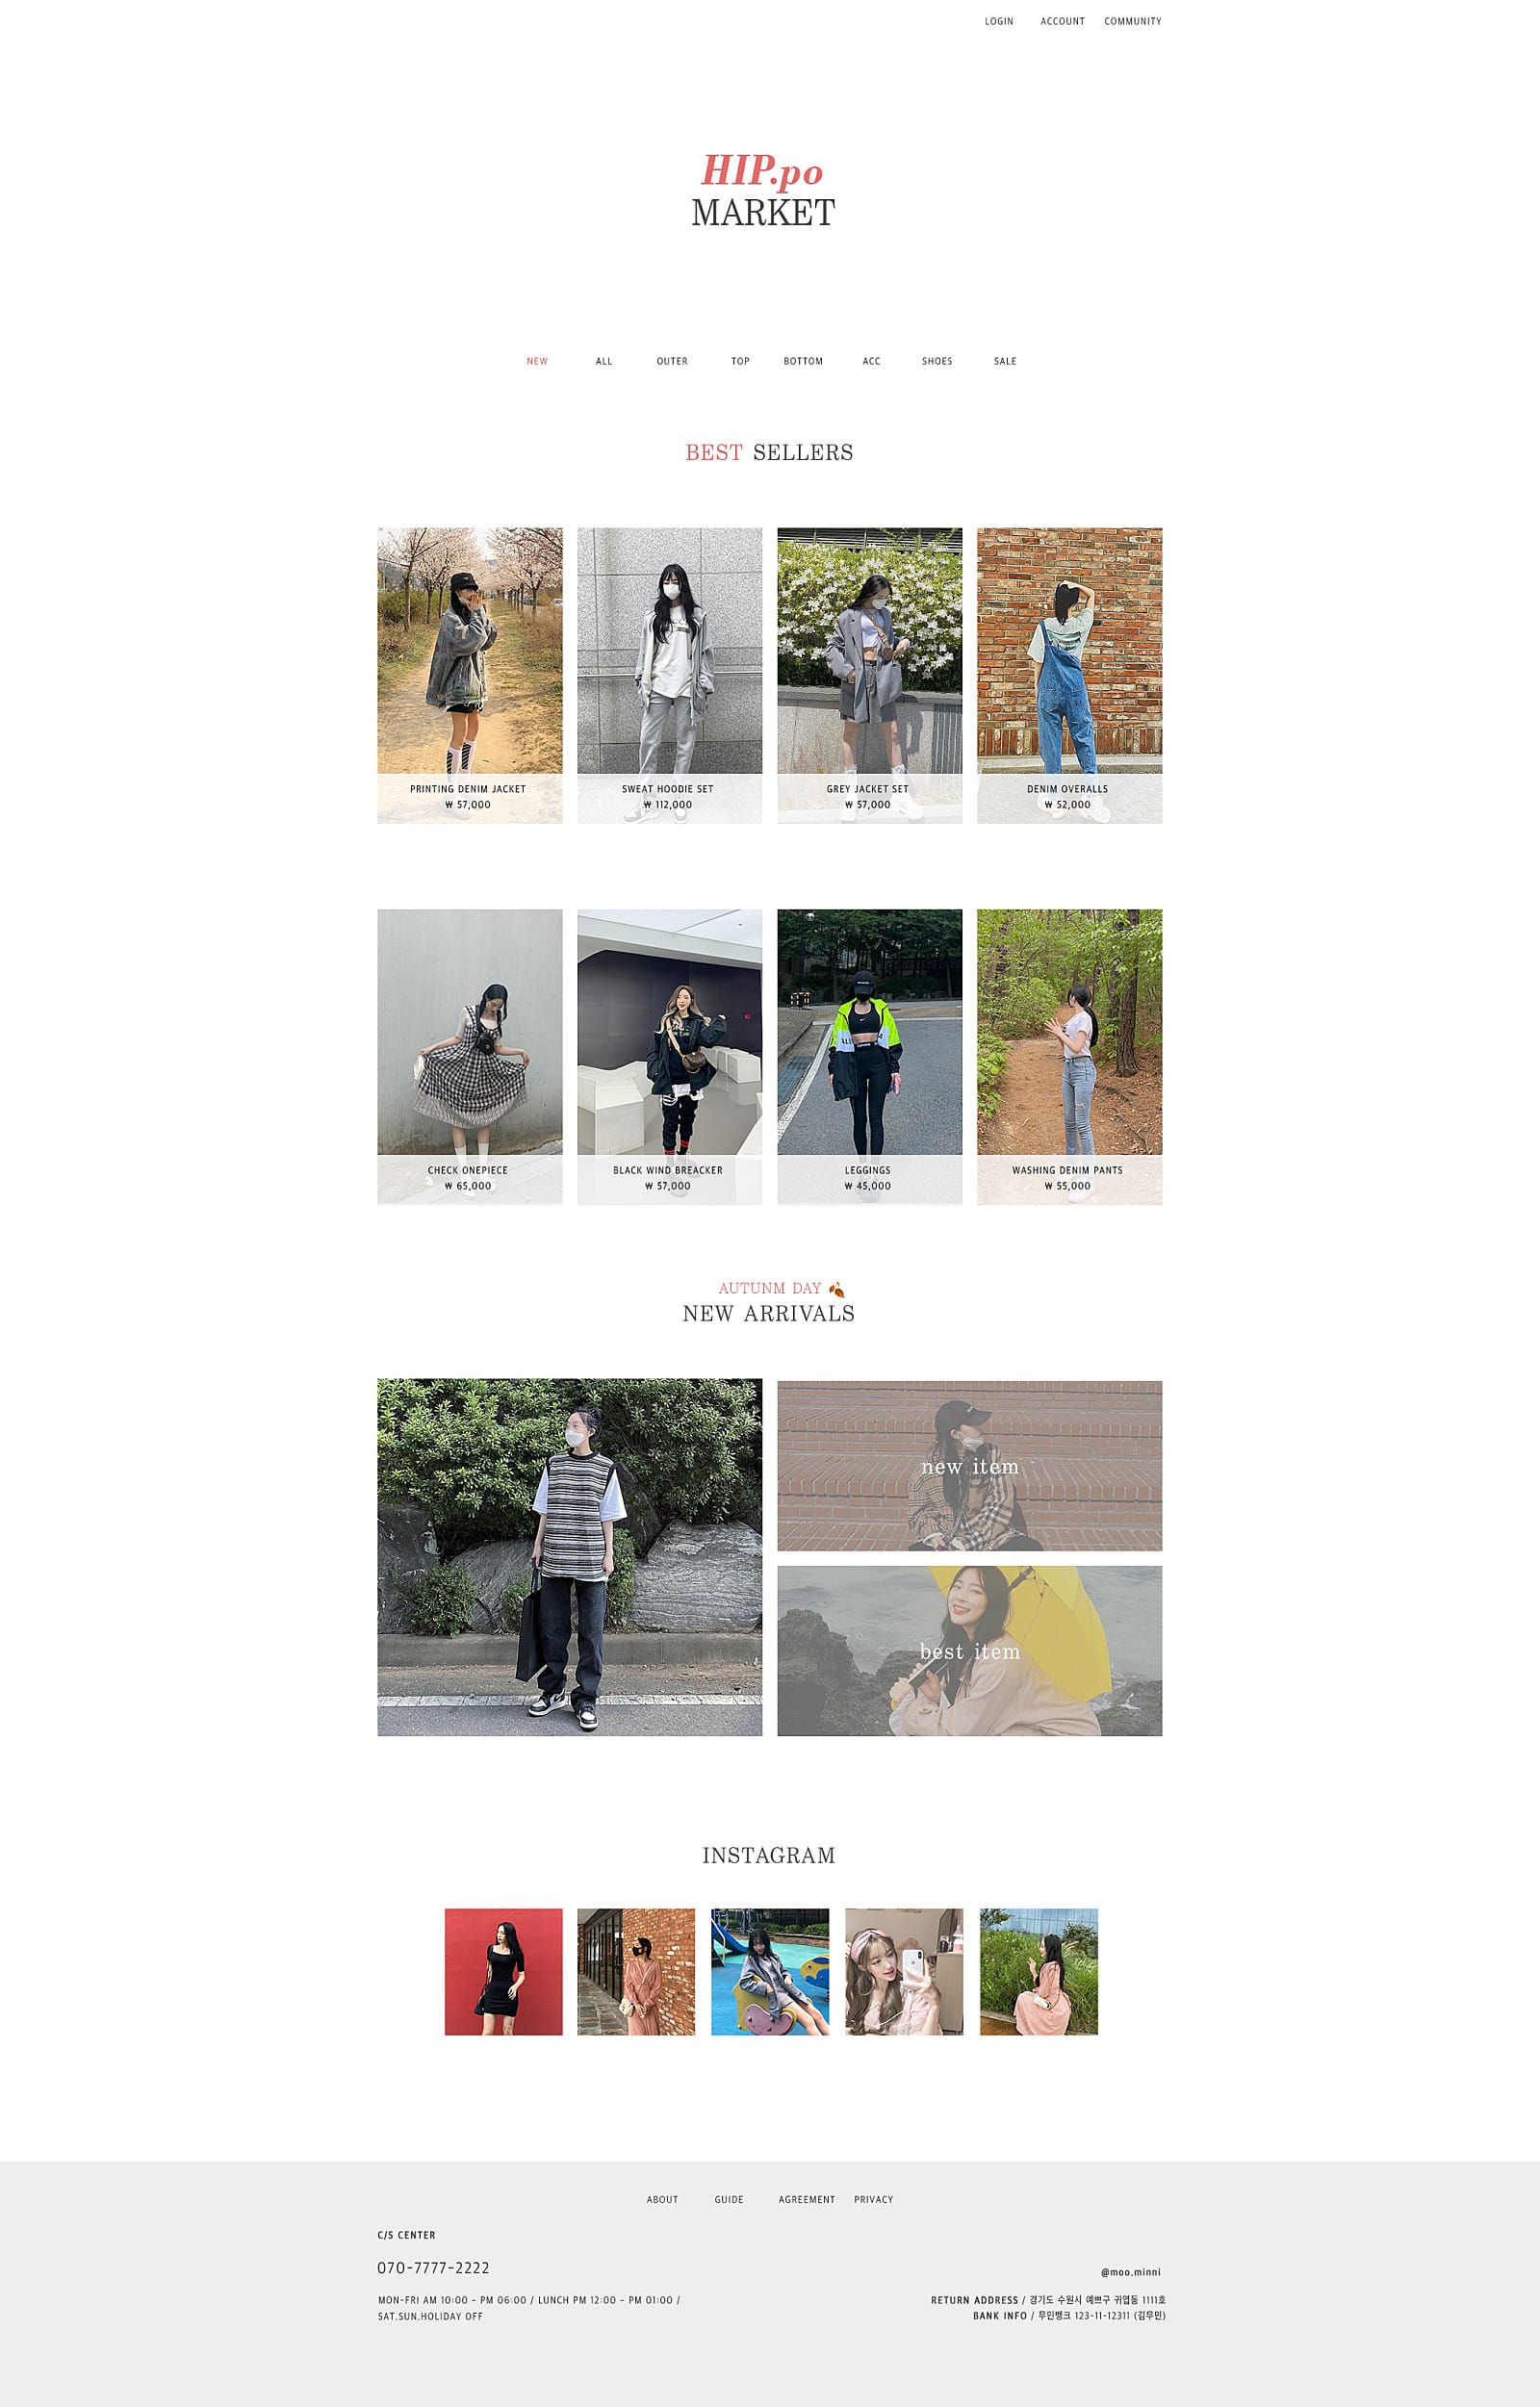 LOGIN ACCOUNT COMMUNITY
HIP.po
MARKET
NEW ALL OUTER TOP BOTTOM ACC SHOES SALE
BEST SELLERS
PRINTING DENIM JACKET
₩ 57,000
SWEAT HOODIE SET
₩ 112,000
GREY JACKET SET
₩ 57,000
DENIM OVERALLS
₩ 52,000
CHECK ONEPIECE
₩ 65,000
BLACK WIND BREACKER
₩ 57,000
LEGGINGS
₩ 45,000
WASHING DENIM PANTS
₩ 55,000
AUTUNM DAY
NEW ARRIVALS
new item
best item
INSTAGRAM
ABOUT GUIDE AGREEMENT PRIVACY
C/S CENTER
070-7777-2222
MON-FRI AM 10:00 - PM 06:00 / LUNCH PM 12:00 - PM 01:00 /
SAT.SUN.HOLIDAY OFF
@moo.minni
RETURN ADDRESS / 경기도 수원시 예쁘구 귀엽동 1111호
BANK INFO / 무민뱅크 123-11-12311 (김무민)